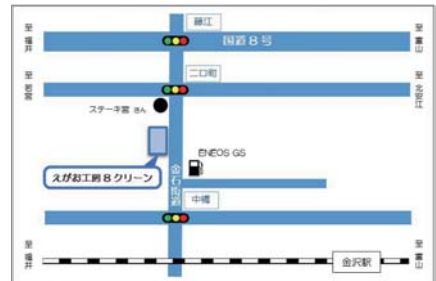 藤江
至福井
国道8号
至富山
二口町
至若宮
至北安江
ステーキ宮 さん
ENEOS GS
えがお工房8クリーン
金石街道
中橋
至福井
至富山
金沢駅